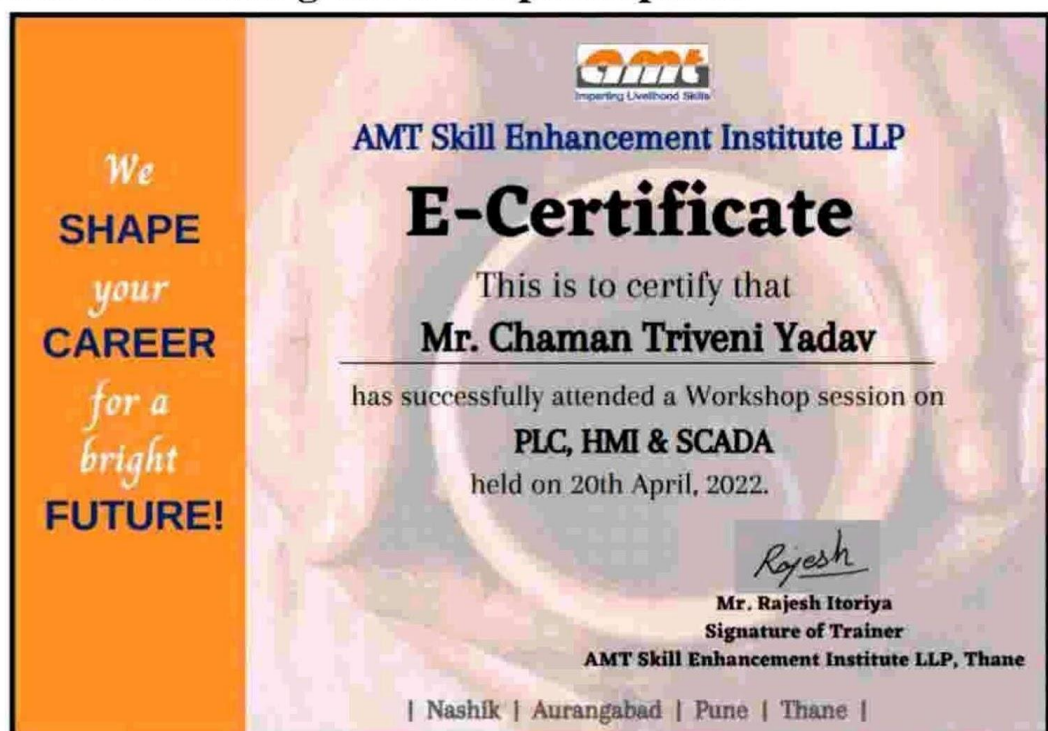 We
SHAPE
your
CAREER
for a
bright
FUTURE!
amt
Imparting Livelihood Skills
AMT Skill Enhancement Institute LLP
E-Certificate
This is to certify that
Mr. Chaman Triveni Yadav
has successfully attended a Workshop session on
PLC, HMI & SCADA
held on 20th April, 2022.
Rajesh
Mr. Rajesh Itoriya
Signature of Trainer
AMT Skill Enhancement Institute LLP, Thane
| Nashik | Aurangabad | Pune | Thane |